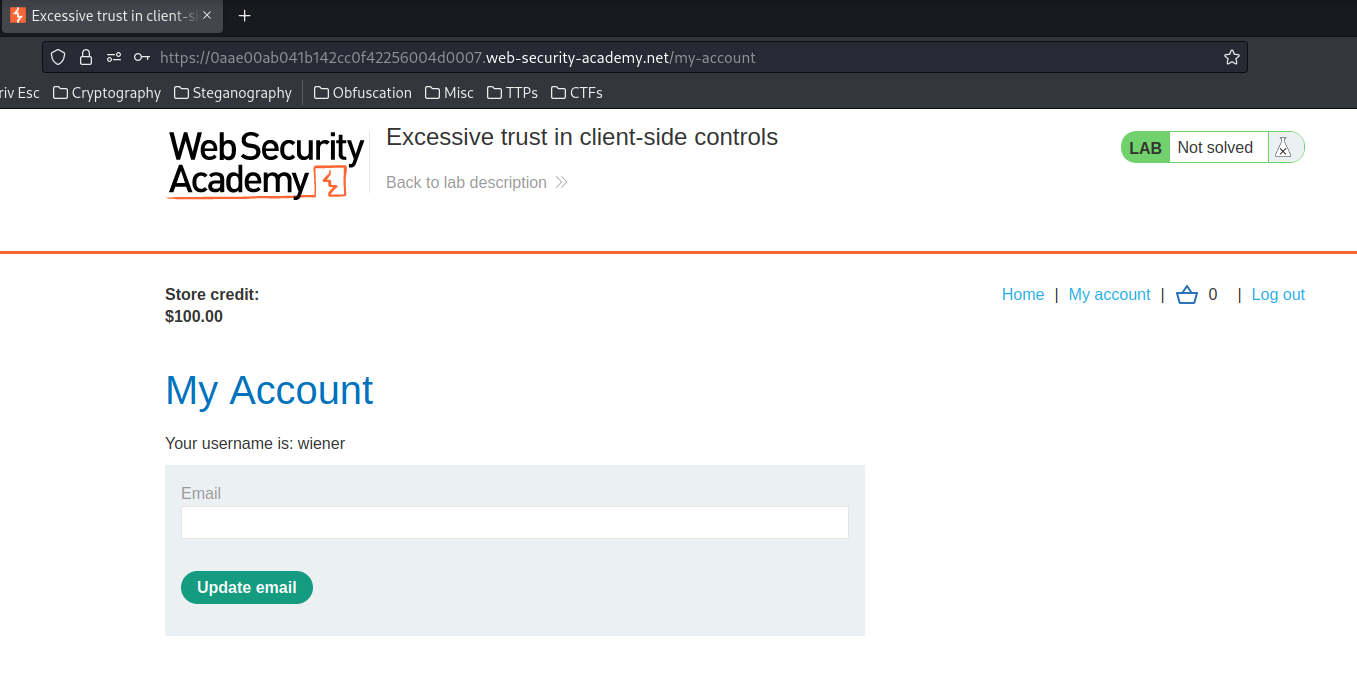 Excessive trust in client-si
https://0aae00ab041b142cc0f42256004d0007.web-security-academy.net/my-account
riv Esc Cryptography Steganography Obfuscation Misc TTPs CTFs
Web Security
Academy
Excessive trust in client-side controls
Back to lab description
LAB Not solved
Store credit:
$100.00
Home | My account | 0 | Log out
My Account
Your username is: wiener
Email
Update email